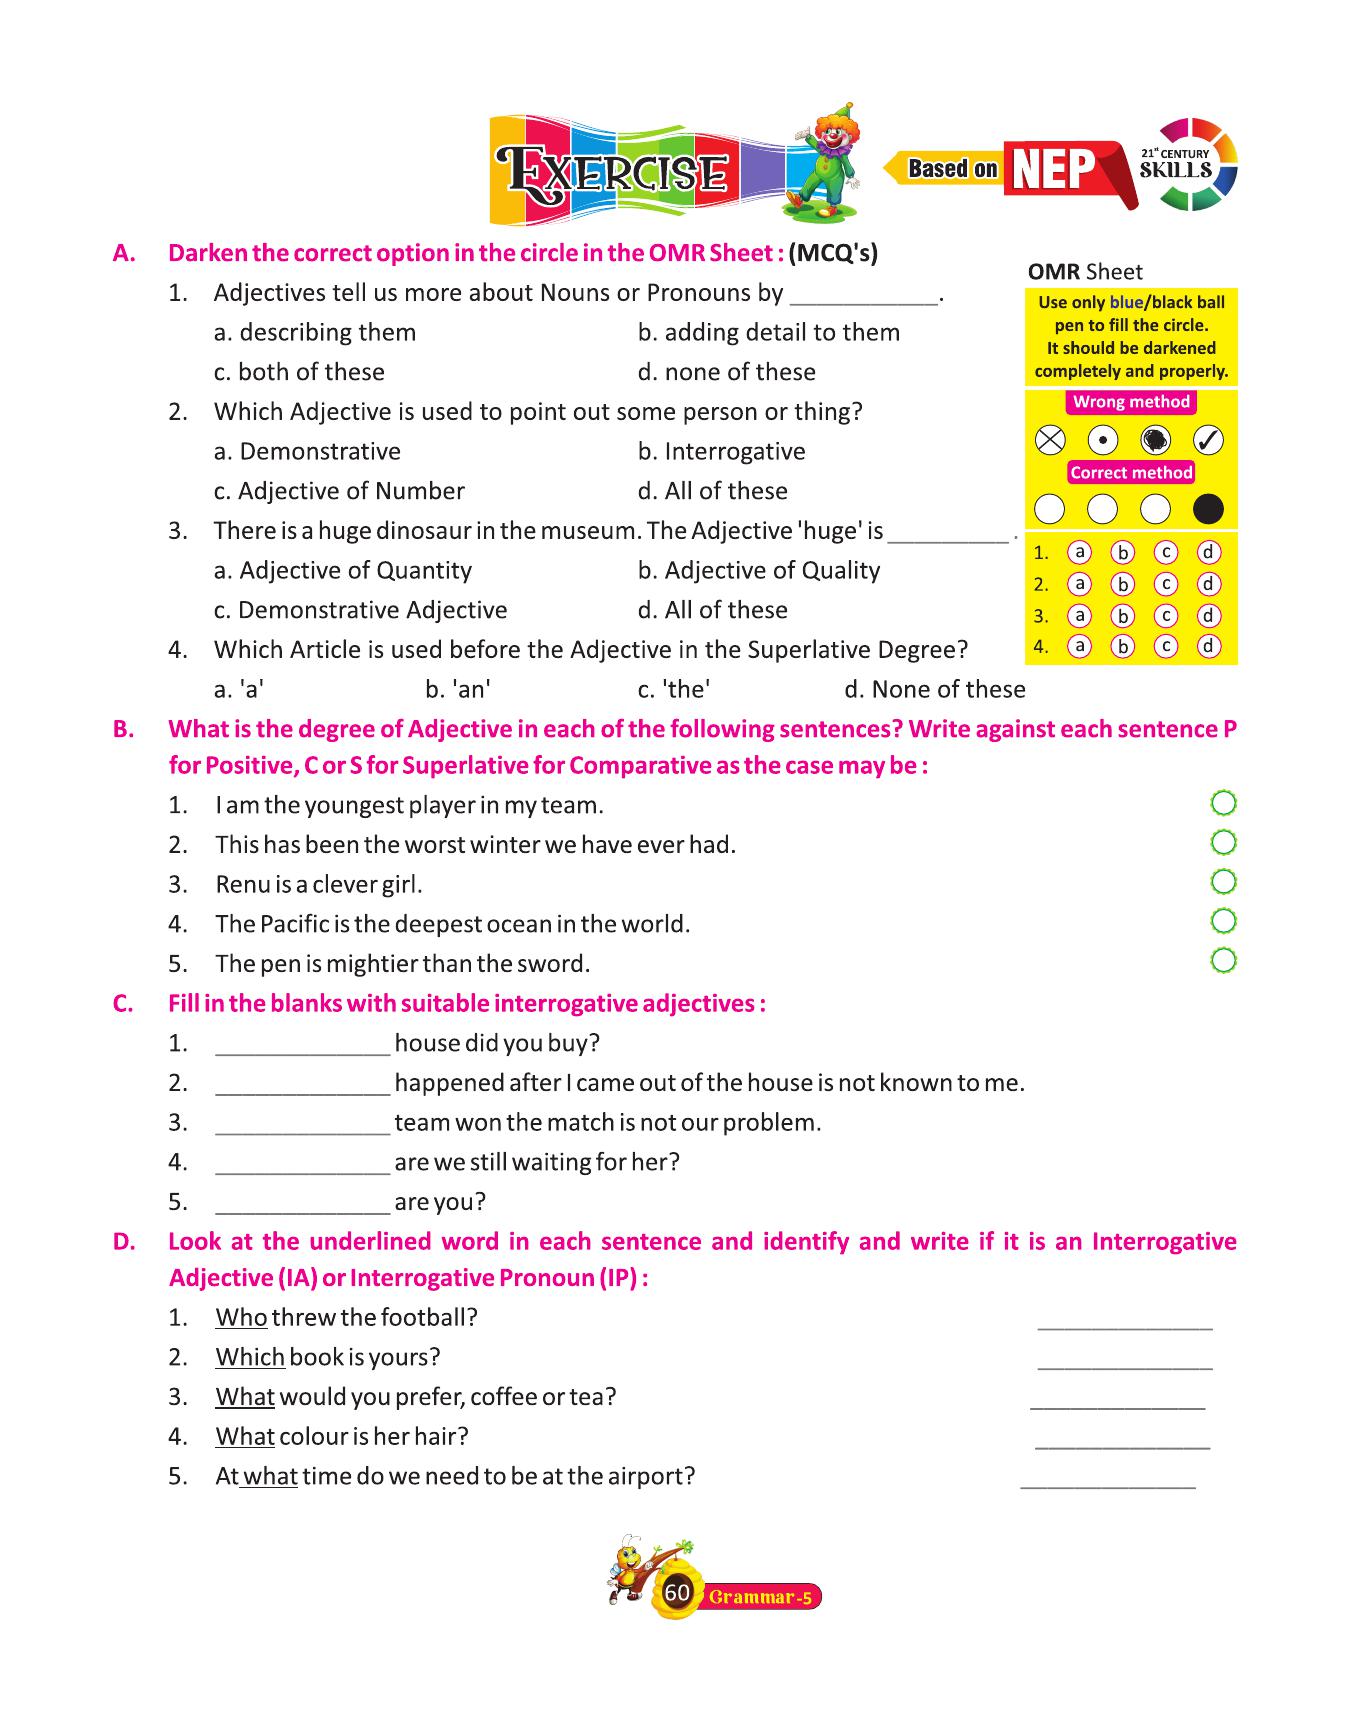 EXERCISE
Based on NEP
21st CENTURY
SKILLS
A. Darken the correct option in the circle in the OMR Sheet : (MCQ's)
1. Adjectives tell us more about Nouns or Pronouns by ____________.
a. describing them b. adding detail to them
c. both of these d. none of these
2. Which Adjective is used to point out some person or thing?
a. Demonstrative b. Interrogative
c. Adjective of Number d. All of these
3. There is a huge dinosaur in the museum. The Adjective 'huge' is __________ .
a. Adjective of Quantity b. Adjective of Quality
c. Demonstrative Adjective d. All of these
4. Which Article is used before the Adjective in the Superlative Degree?
a. 'a' b. 'an' c. 'the' d. None of these
OMR Sheet
Use only blue/black ball
pen to fill the circle.
It should be darkened
completely and properly.
Wrong method
Correct method
1. a b c d
2. a b c d
3. a b c d
4. a b c d
B. What is the degree of Adjective in each of the following sentences? Write against each sentence P
for Positive, C or S for Superlative for Comparative as the case may be :
1. I am the youngest player in my team.
2. This has been the worst winter we have ever had.
3. Renu is a clever girl.
4. The Pacific is the deepest ocean in the world.
5. The pen is mightier than the sword.
C. Fill in the blanks with suitable interrogative adjectives :
1. ______________ house did you buy?
2. ______________ happened after I came out of the house is not known to me.
3. ______________ team won the match is not our problem.
4. ______________ are we still waiting for her?
5. ______________ are you?
D. Look at the underlined word in each sentence and identify and write if it is an Interrogative
Adjective (IA) or Interrogative Pronoun (IP) :
1. Who threw the football? ______________
2. Which book is yours? ______________
3. What would you prefer, coffee or tea? ______________
4. What colour is her hair? ______________
5. At what time do we need to be at the airport? ______________
60 Grammar-5